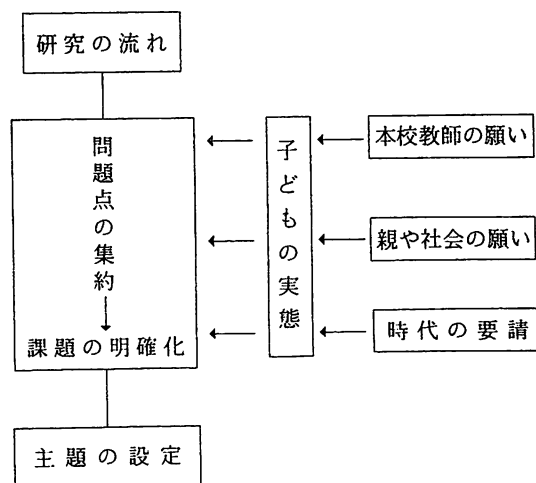 研究の流れ
問題点の集約
課題の明確化
子どもの実態
本校教師の願い
親や社会の願い
時代の要請
主題の設定